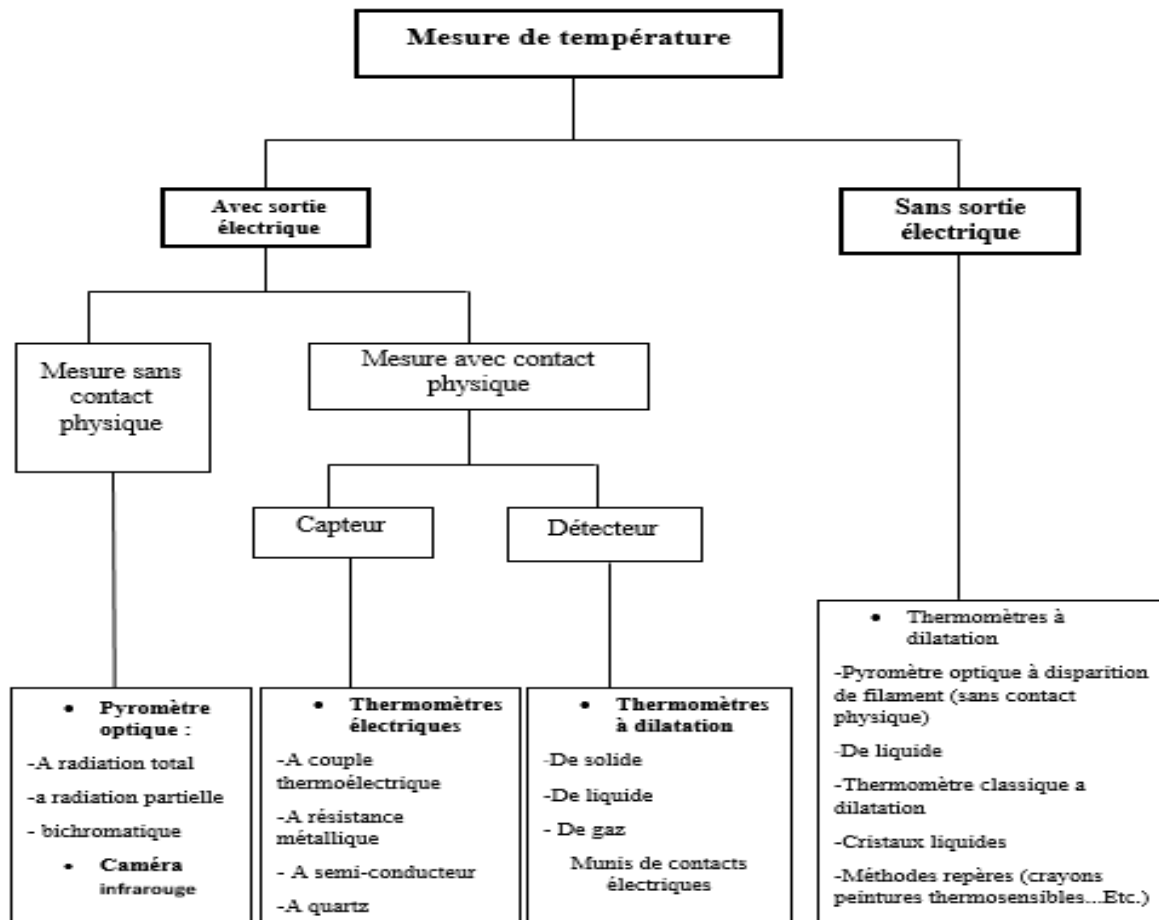 Mesure de température
Avec sortie
électrique
Sans sortie
électrique
Mesure sans
contact
physique
Mesure avec contact
physique
Capteur
Détecteur
• Pyromètre
optique :
-A radiation total
-a radiation partielle
- bichromatique
• Caméra
infrarouge
• Thermomètres
électriques
-A couple
thermoélectrique
-A résistance
métallique
- A semi-conducteur
-A quartz
• Thermomètres
à dilatation
-De solide
-De liquide
- De gaz
Munis de contacts
électriques
• Thermomètres à
dilatation
-Pyromètre optique à disparition
de filament (sans contact
physique)
-De liquide
-Thermomètre classique a
dilatation
-Cristaux liquides
-Méthodes repères (crayons
peintures thermosensibles...Etc.)